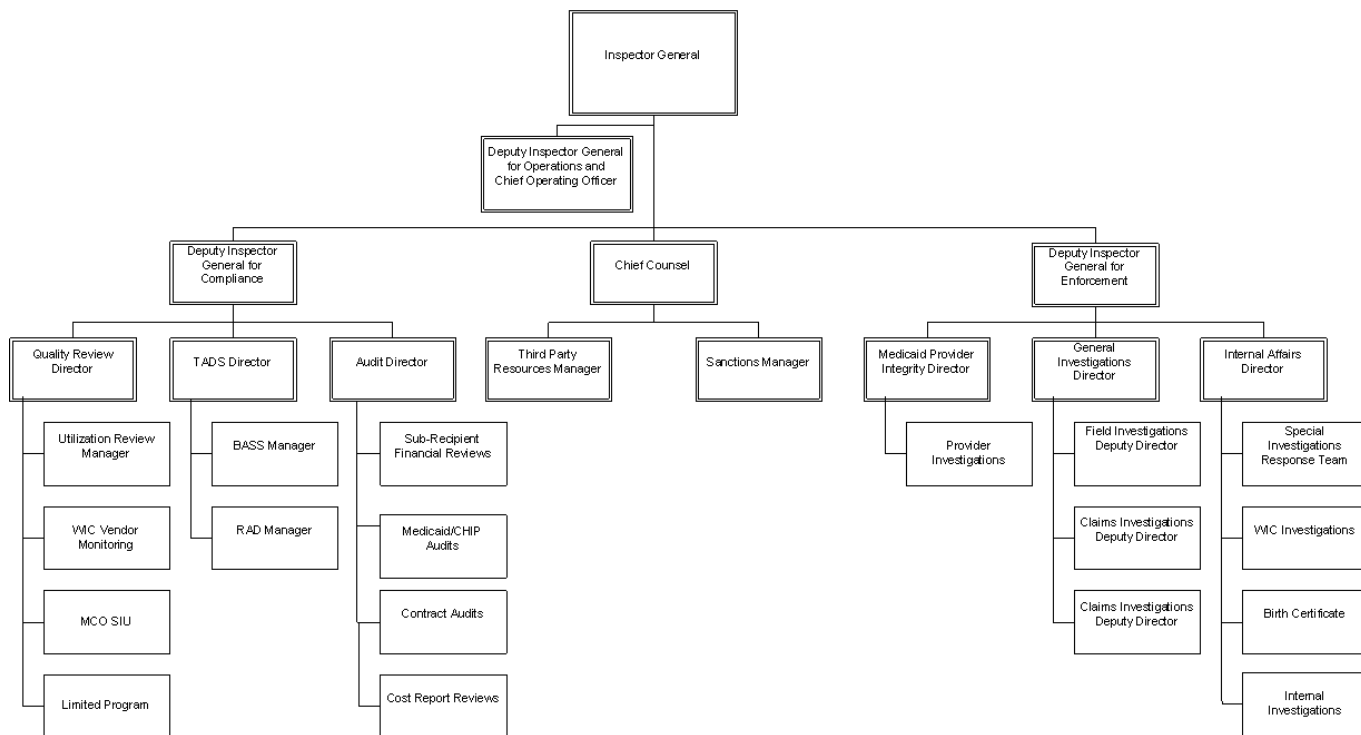 Inspector General
Deputy Inspector General
for Operations and
Chief Operating Officer
Deputy Inspector
General for
Compliance
Chief Counsel
Deputy Inspector
General for
Enforcement
Quality Review
Director
TADS Director
Audit Director
Third Party
Resources Manager
Sanctions Manager
Medicaid Provider
Integrity Director
General
Investigations
Director
Internal Affairs
Director
Utilization Review
Manager
BASS Manager
Sub-Recipient
Financial Reviews
Provider
Investigations
Field Investigations
Deputy Director
Special
Investigations
Response Team
WIC Vendor
Monitoring
RAD Manager
Medicaid/CHIP
Audits
Claims Investigations
Deputy Director
WIC Investigations
MCO SIU
Contract Audits
Claims Investigations
Deputy Director
Birth Certificate
Limited Program
Cost Report Reviews
Internal
Investigations